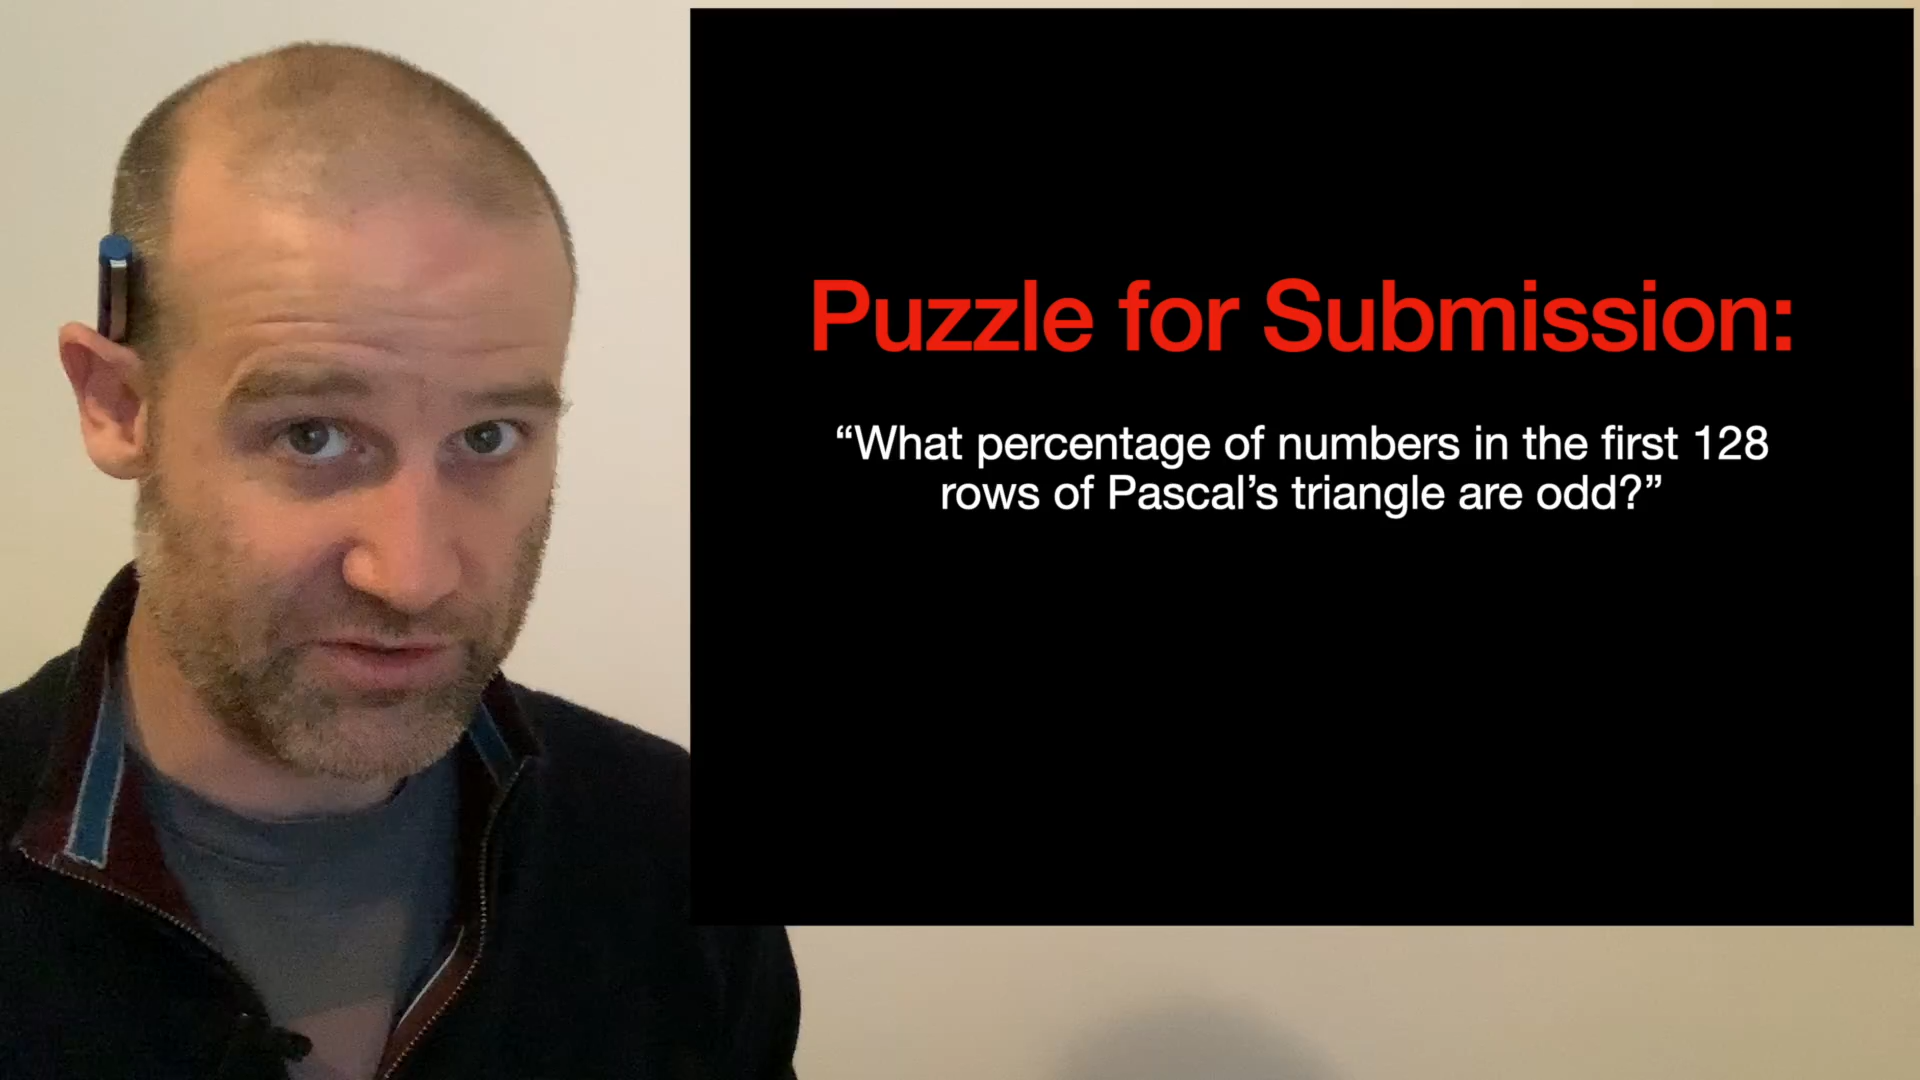 Puzzle for Submission:
“What percentage of numbers in the first 128
rows of Pascal’s triangle are odd?”